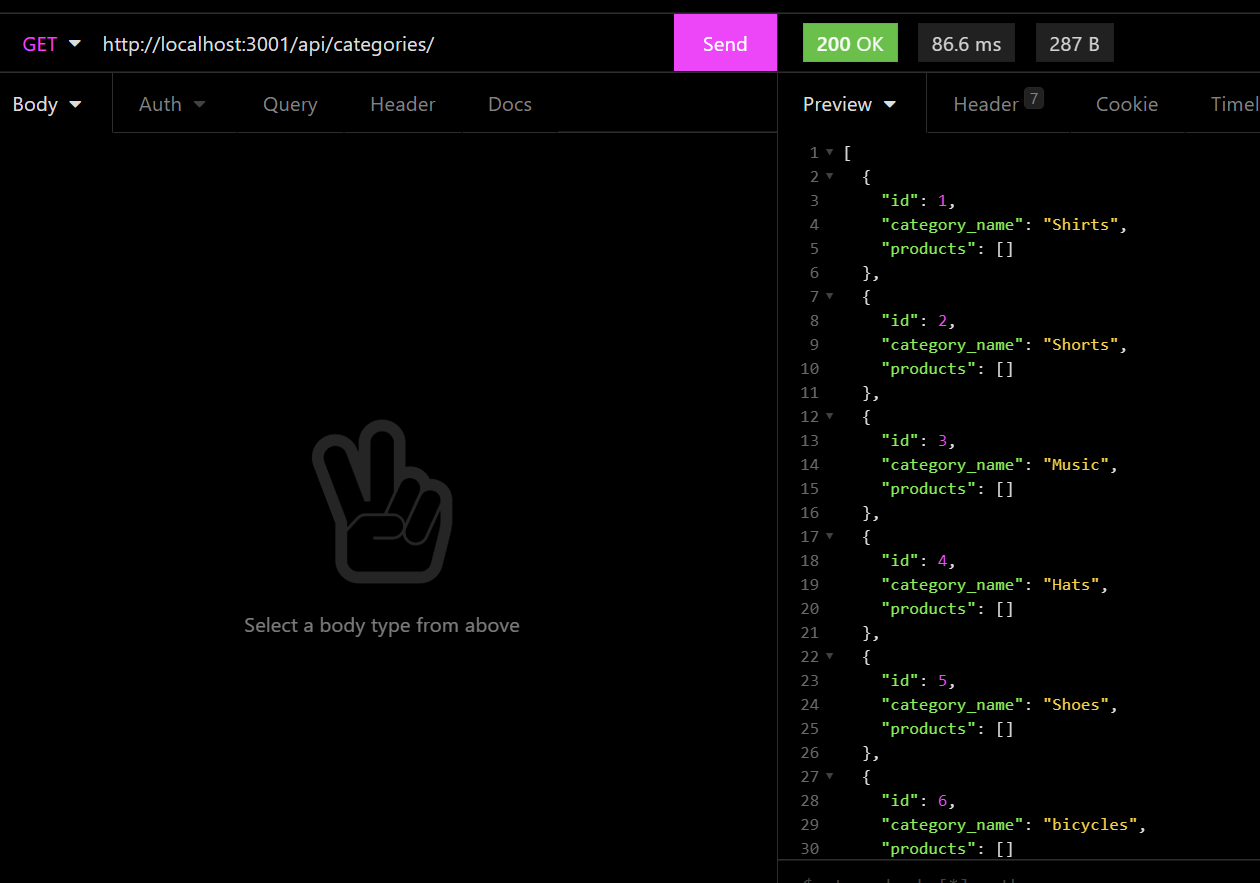 GET http://localhost:3001/api/categories/ Send 200 OK 86.6 ms 287 B
Body Auth Query Header Docs Preview Header 7 Cookie Timel
1 [
2 {
3 "id": 1,
4 "category_name": "Shirts",
5 "products": []
6 },
7 {
8 "id": 2,
9 "category_name": "Shorts",
10 "products": []
11 },
12 {
13 "id": 3,
14 "category_name": "Music",
15 "products": []
16 },
17 {
18 "id": 4,
19 "category_name": "Hats",
20 "products": []
21 },
22 {
23 "id": 5,
24 "category_name": "Shoes",
25 "products": []
26 },
27 {
28 "id": 6,
29 "category_name": "bicycles",
30 "products": []
Select a body type from above